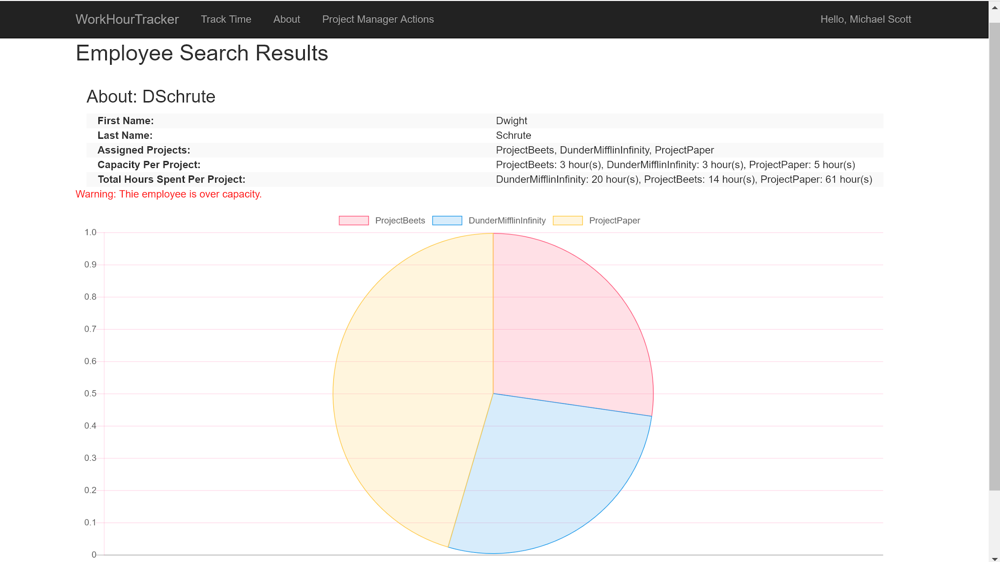 WorkHourTracker Track Time About Project Manager Actions Hello, Michael Scott
Employee Search Results
About: DSchrute
First Name: Dwight
Last Name: Schrute
Assigned Projects: ProjectBeets, DunderMifflinInfinity, ProjectPaper
Capacity Per Project: ProjectBeets: 3 hour(s), DunderMifflinInfinity: 3 hour(s), ProjectPaper: 5 hour(s)
Total Hours Spent Per Project: DunderMifflinInfinity: 20 hour(s), ProjectBeets: 14 hour(s), ProjectPaper: 61 hour(s)
Warning: Thie employee is over capacity.
ProjectBeets DunderMifflinInfinity ProjectPaper
1.0
0.9
0.8
0.7
0.6
0.5
0.4
0.3
0.2
0.1
0